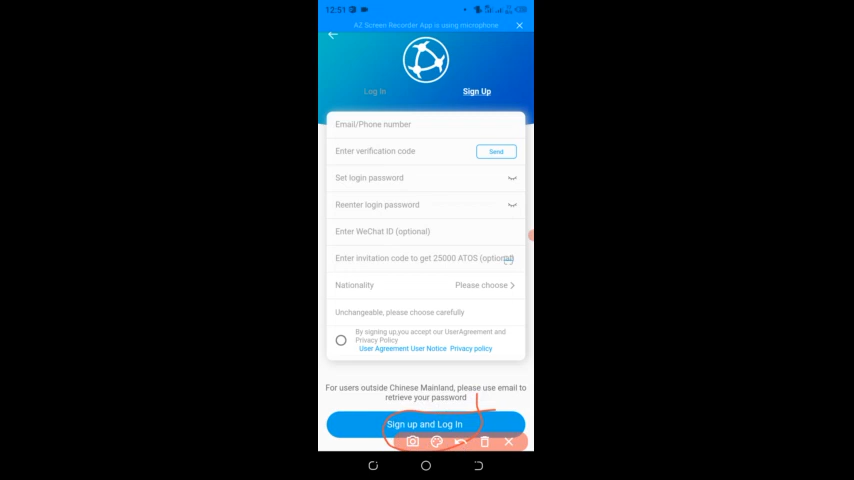 12:51
AZ Screen Recorder App is using microphone
Log In
Sign Up
Email/Phone number
Enter verification code
Send
Set login password
Reenter login password
Enter WeChat ID (optional)
Enter invitation code to get 25000 ATOS (optional)
Nationality
Please choose
Unchangeable, please choose carefully
By signing up,you accept our UserAgreement and
Privacy Policy
User Agreement User Notice Privacy policy
For users outside Chinese Mainland, please use email to
retrieve your password
Sign up and Log In